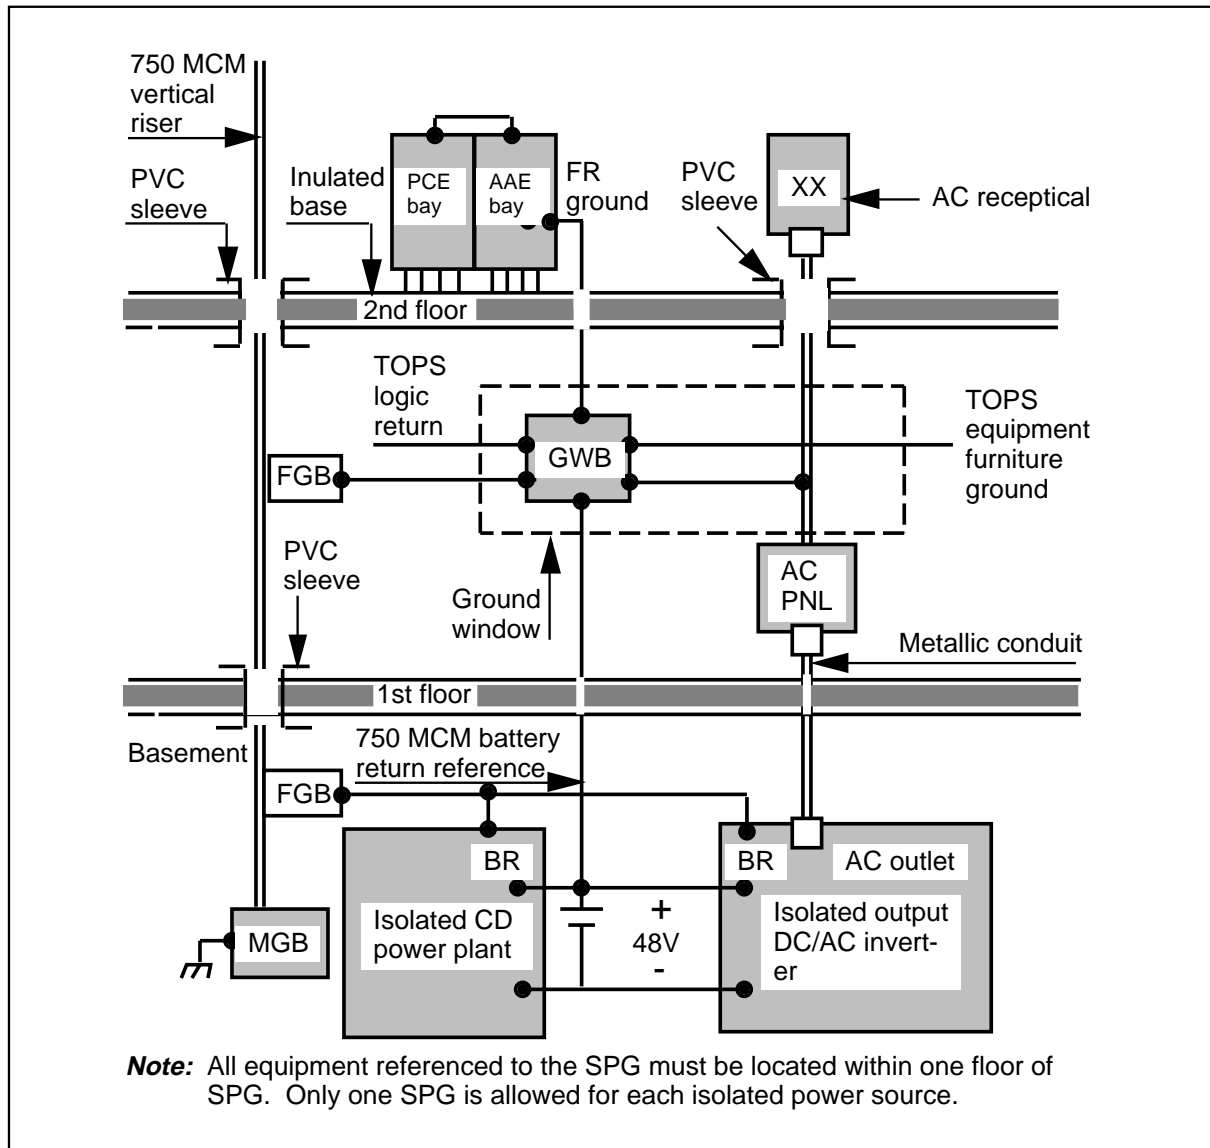 750 MCM
vertical
riser
PVC
sleeve
Inulated
base
PCE
bay
AAE
bay
FR
ground
PVC
sleeve
XX
AC receptical
2nd floor
TOPS
logic
return
TOPS
equipment
furniture
ground
FGB
GWB
PVC
sleeve
Ground
window
AC
PNL
Metallic conduit
1st floor
Basement
750 MCM battery
return reference
FGB
BR
BR
AC outlet
MGB
Isolated CD
power plant
+
48V
-
Isolated output
DC/AC invert-
er
Note: All equipment referenced to the SPG must be located within one floor of
SPG. Only one SPG is allowed for each isolated power source.